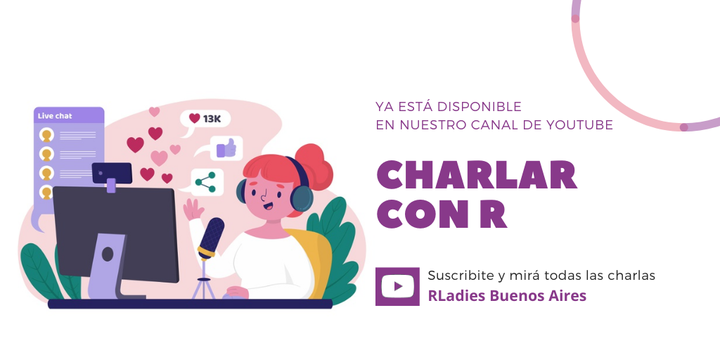 Live chat
13K
YA ESTÁ DISPONIBLE
EN NUESTRO CANAL DE YOUTUBE
CHARLAR
CON R
Suscribite y mirá todas las charlas
RLadies Buenos Aires